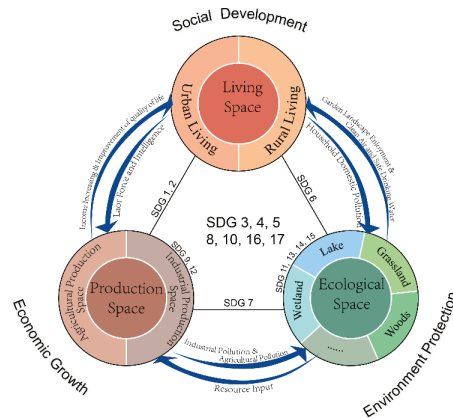 Social Development
Living
Space
Urban Living
Rural Living
Income Increasing & Improvement of quality of life
Laor Force and Intelligence
Garden Landscape Enjoyment &
Clean Air and Safe Drinking Water
Household Domestic Pollution
SDG 1, 2
SDG 6
SDG 3, 4, 5
8, 10, 16, 17
SDG 9, 12
SDG 11, 13, 14, 15
SDG 7
Agricultural Production
Space
Industrial Production
Space
Production
Space
Lake
Grassland
Wetland
Woods
......
Ecological
Space
Industrial Pollution &
Agricultural Pollution
Resource Input
Economic Growth
Environment Protection